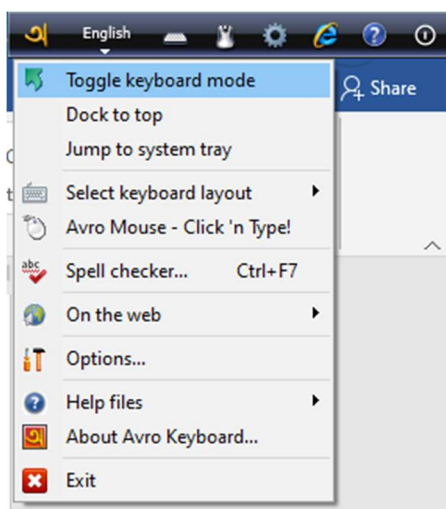 অ English
Toggle keyboard mode
Share
Dock to top
Jump to system tray
Select keyboard layout
Avro Mouse - Click 'n Type!
abc
Spell checker... Ctrl+F7
On the web
Options...
Help files
About Avro Keyboard...
Exit